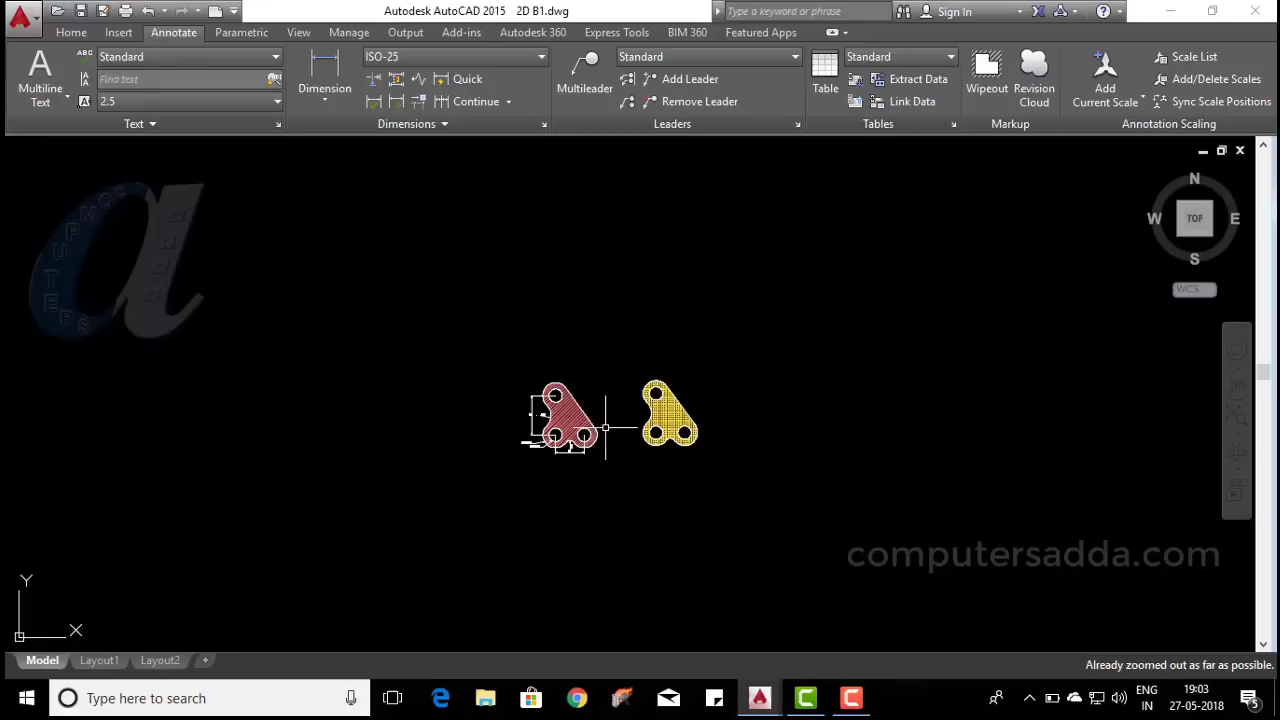 Autodesk AutoCAD 2015 2D B1.dwg
Type a keyword or phrase
Sign In
Home Insert Annotate Parametric View Manage Output Add-ins Autodesk 360 Express Tools BIM 360 Featured Apps
Multiline Text
ABC
Standard
Find text
2.5
Text
Dimension
ISO-25
Quick
Continue
Dimensions
Multileader
Standard
Add Leader
Remove Leader
Leaders
Table
Standard
Extract Data
Link Data
Tables
Wipeout
Revision Cloud
Markup
Add Current Scale
Scale List
Add/Delete Scales
Sync Scale Positions
Annotation Scaling
COMPUTERS
a
N
W TOP E
S
WCS
computersadda.com
Y
X
Model Layout1 Layout2 +
Already zoomed out as far as possible.
Type here to search
ENG
IN
19:03
27-05-2018
5